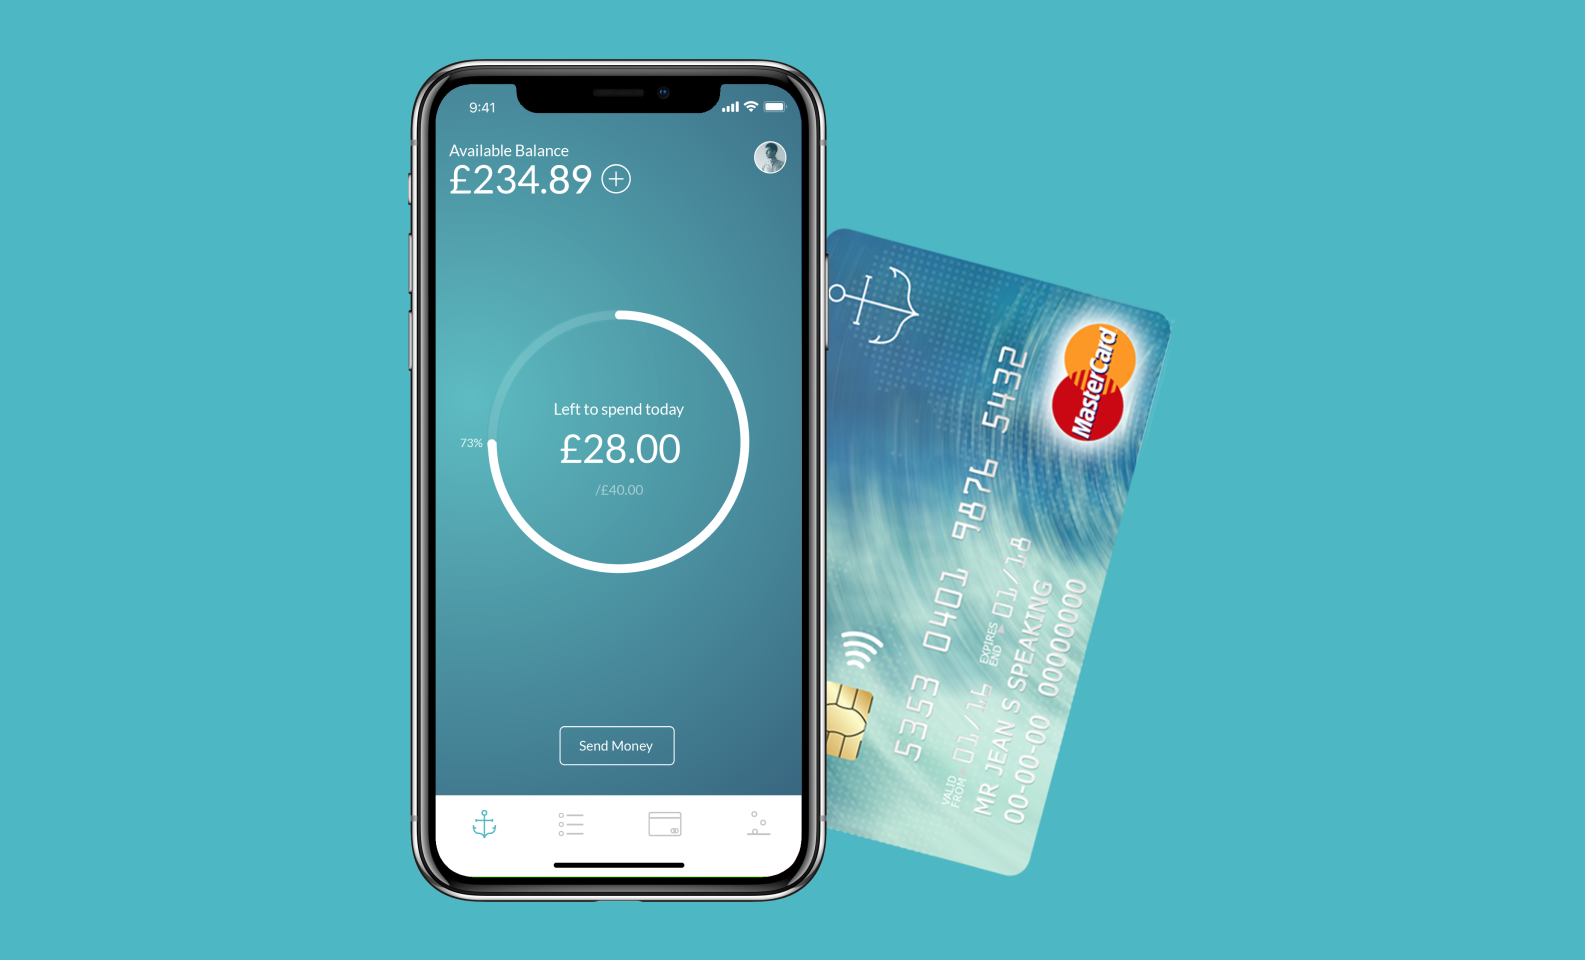 9:41
Available Balance
£234.89
73%
Left to spend today
£28.00
/£40.00
Send Money
MasterCard
5353 0401 9876 5432
VALID FROM 01/16 EXPIRES END 01/18
MR JEAN S SPEAKING
00-00-00 00000000